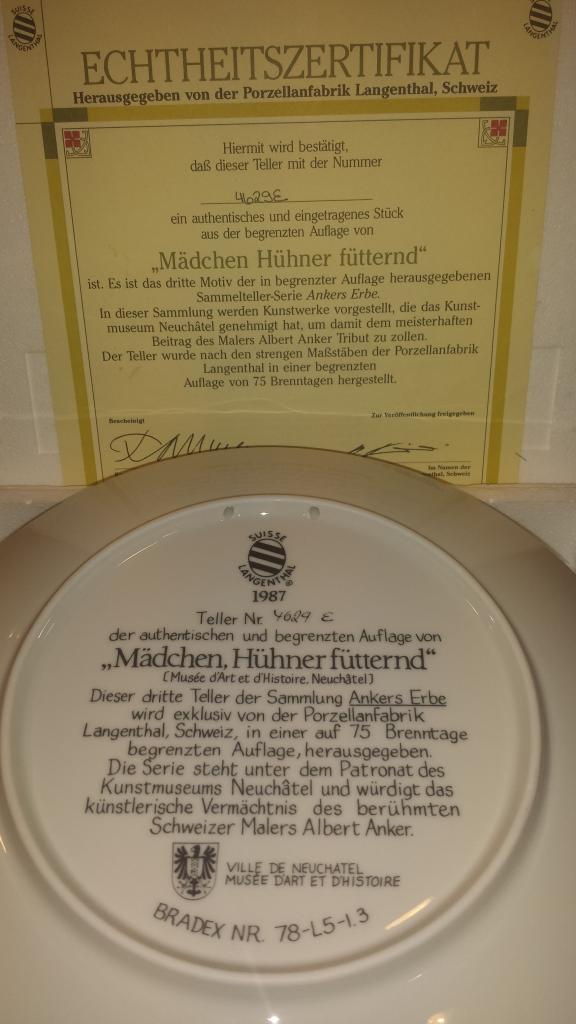 SUISSE LANGENTHAL
LANGENTHAL
ECHTHEITSZERTIFIKAT
Herausgegeben von der Porzellanfabrik Langenthal, Schweiz
Hiermit wird bestätigt,
daß dieser Teller mit der Nummer
4629E
ein authentisches und eingetragenes Stück
aus der begrenzten Auflage von
„Mädchen Hühner fütternd“
ist. Es ist das dritte Motiv der in begrenzter Auflage herausgegebenen
Sammelteller-Serie Ankers Erbe.
In dieser Sammlung werden Kunstwerke vorgestellt, die das Kunst-
museum Neuchâtel genehmigt hat, um damit dem meisterhaften
Beitrag des Malers Albert Anker Tribut zu zollen.
Der Teller wurde nach den strengen Maßstäben der Porzellanfabrik
Langenthal in einer begrenzten
Auflage von 75 Brenntagen hergestellt.
Bescheinigt
Zur Veröffentlichung freigegeben
Im Namen der
Schweiz
SUISSE
LANGENTHAL ®
1987
Teller Nr. 4629 E
der authentischen und begrenzten Auflage von
„Mädchen, Hühner fütternd“
(Musée d'Art et d'Histoire, Neuchâtel)
Dieser dritte Teller der Sammlung Ankers Erbe
wird exklusiv von der Porzellanfabrik
Langenthal, Schweiz, in einer auf 75 Brenntage
begrenzten Auflage, herausgegeben.
Die Serie steht unter dem Patronat des
Kunstmuseums Neuchâtel und würdigt das
künstlerische Vermächtnis des berühmten
Schweizer Malers Albert Anker.
VILLE DE NEUCHATEL
MUSÉE D'ART ET D'HISTOIRE
BRADEX NR. 78-L5-1.3